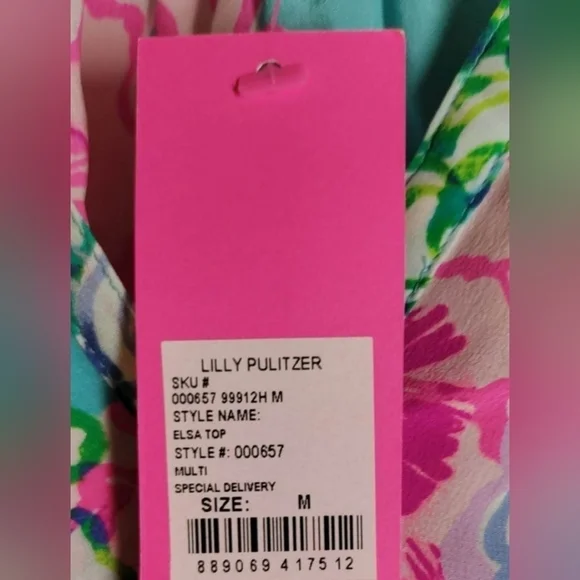 LILLY PULITZER
SKU #
000657 99912H M
STYLE NAME:
ELSA TOP
STYLE #: 000657
MULTI
SPECIAL DELIVERY
SIZE: M
889069 417512